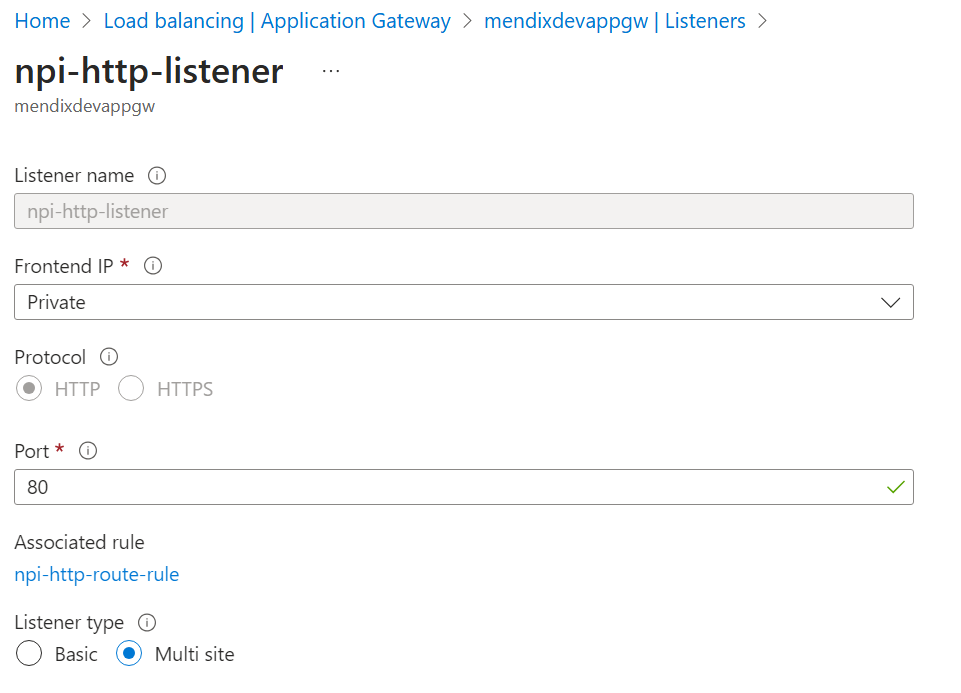 Home > Load balancing | Application Gateway > mendixdevappgw | Listeners >
npi-http-listener ...
mendixdevappgw
Listener name
npi-http-listener
Frontend IP *
Private
Protocol
HTTP HTTPS
Port *
80
Associated rule
npi-http-route-rule
Listener type
Basic Multi site